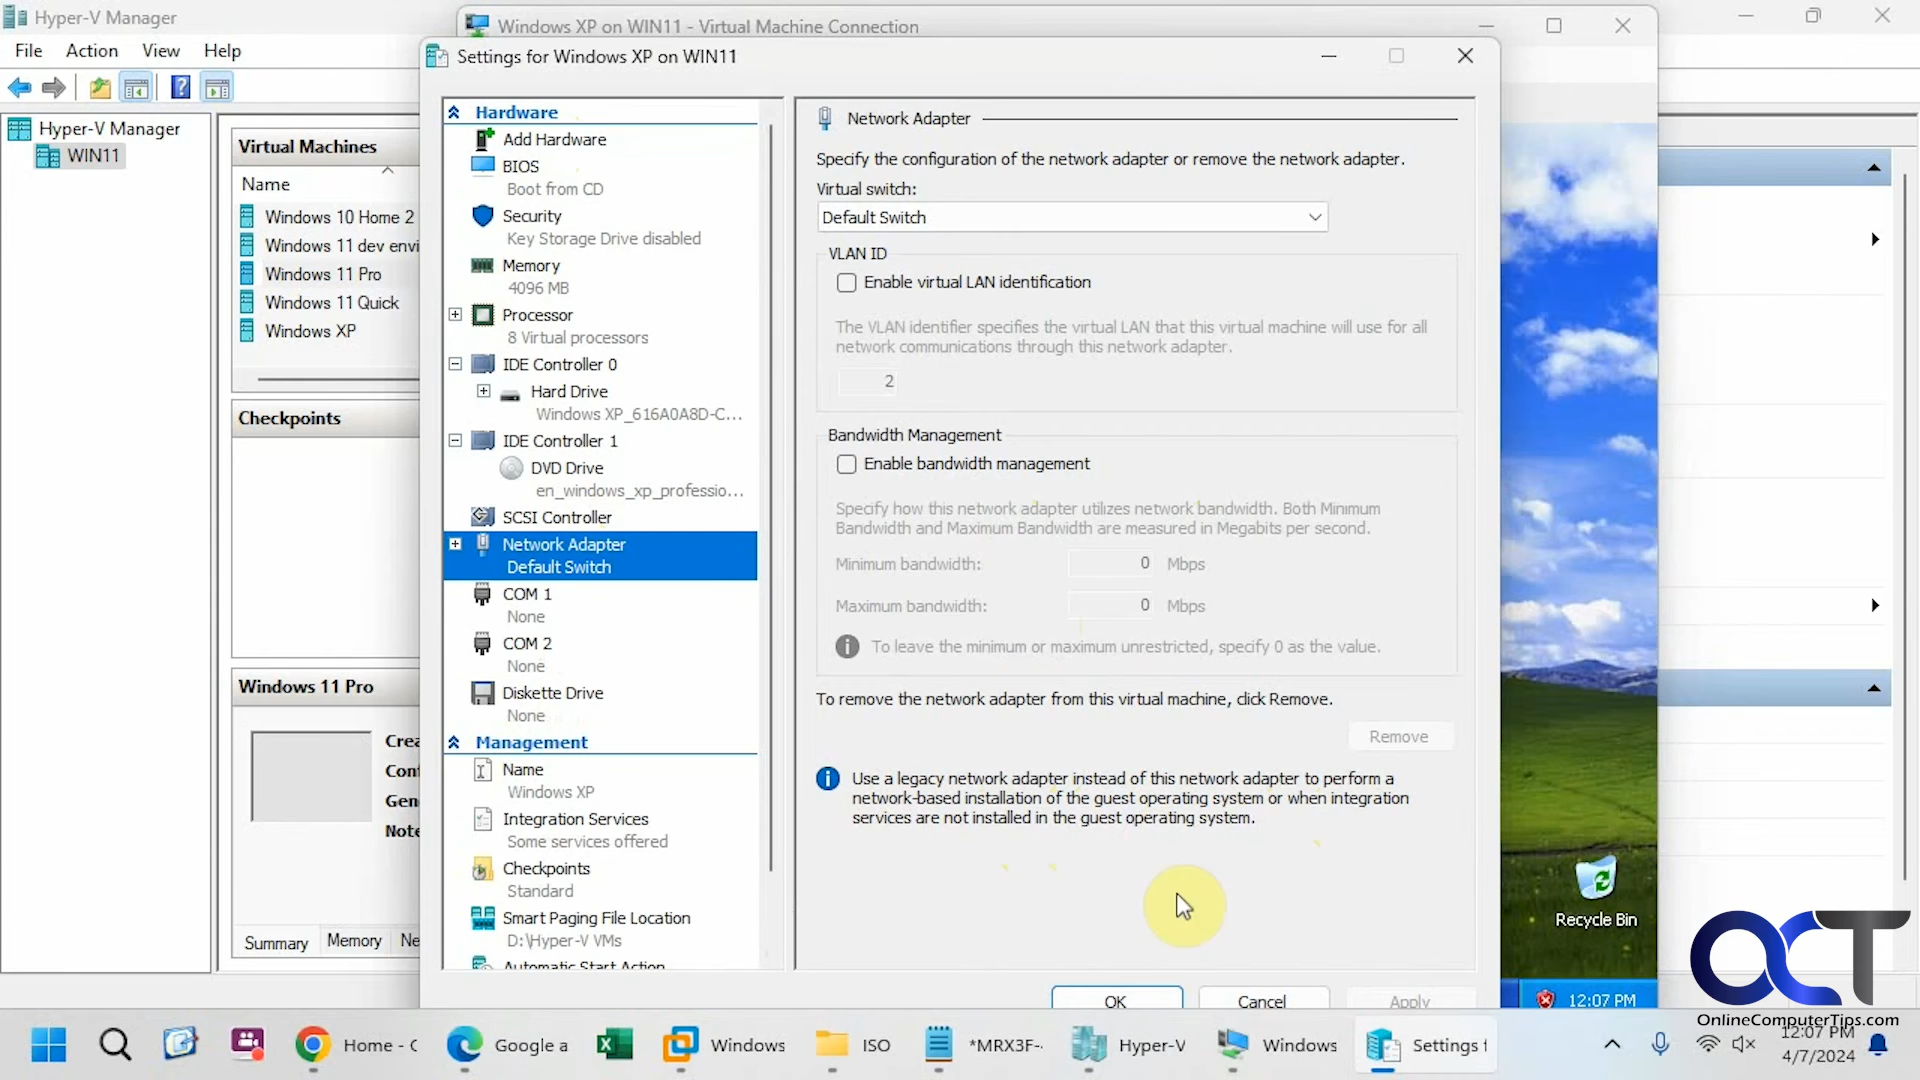 Hyper-V Manager
File Action View Help
Hyper-V Manager
WIN11
Virtual Machines
Name
Windows 10 Home 2
Windows 11 dev envi
Windows 11 Pro
Windows 11 Quick
Windows XP
Checkpoints
Windows 11 Pro
Crea
Conf
Gene
Note
Summary Memory Ne
Windows XP on WIN11 - Virtual Machine Connection
Settings for Windows XP on WIN11
Hardware
Add Hardware
BIOS
Boot from CD
Security
Key Storage Drive disabled
Memory
4096 MB
Processor
8 Virtual processors
IDE Controller 0
Hard Drive
Windows XP_616A0A8D-C...
IDE Controller 1
DVD Drive
en_windows_xp_professio...
SCSI Controller
Network Adapter
Default Switch
COM 1
None
COM 2
None
Diskette Drive
None
Management
Name
Windows XP
Integration Services
Some services offered
Checkpoints
Standard
Smart Paging File Location
D:\Hyper-V VMs
Automatic Start Action
Network Adapter
Specify the configuration of the network adapter or remove the network adapter.
Virtual switch:
Default Switch
VLAN ID
Enable virtual LAN identification
The VLAN identifier specifies the virtual LAN that this virtual machine will use for all
network communications through this network adapter.
2
Bandwidth Management
Enable bandwidth management
Specify how this network adapter utilizes network bandwidth. Both Minimum
Bandwidth and Maximum Bandwidth are measured in Megabits per second.
Minimum bandwidth: 0 Mbps
Maximum bandwidth: 0 Mbps
To leave the minimum or maximum unrestricted, specify 0 as the value.
To remove the network adapter from this virtual machine, click Remove.
Remove
Use a legacy network adapter instead of this network adapter to perform a
network-based installation of the guest operating system or when integration
services are not installed in the guest operating system.
OK Cancel Apply
Recycle Bin
12:07 PM
OCT
OnlineComputerTips.com
Home - C Google a Windows ISO *MRX3F- Hyper-V Windows Settings f
12:07 PM
4/7/2024